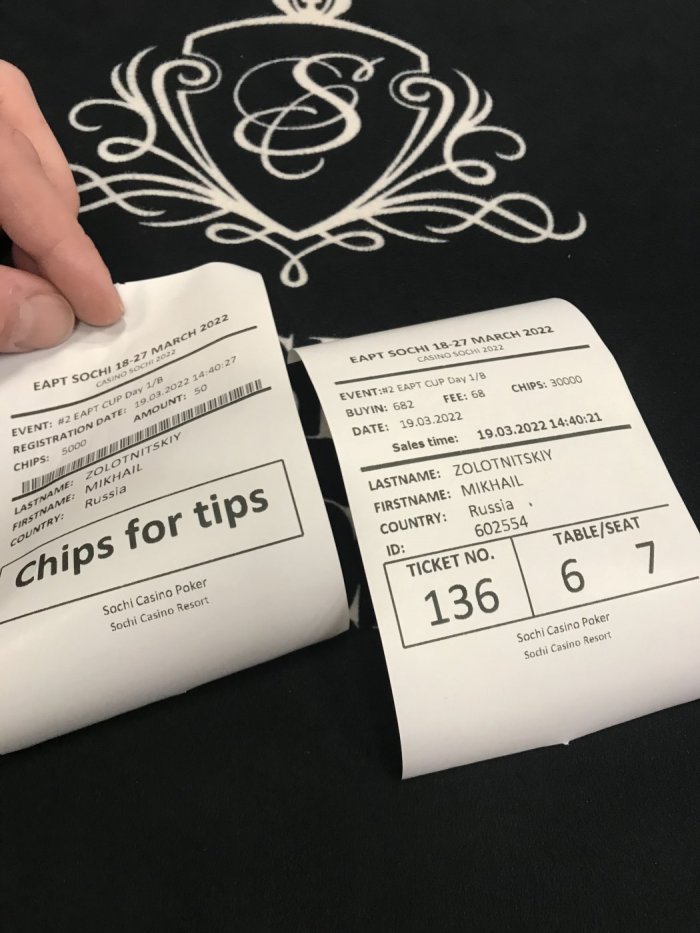 S
EAPT SOCHI 18-27 MARCH 2022
CASINO SOCHI 2022
EVENT: #2 EAPT CUP Day 1/B
REGISTRATION DATE: 19.03.2022 14:40:27
CHIPS: 5000 AMOUNT: 50
LASTNAME: ZOLOTNITSKIY
FIRSTNAME: MIKHAIL
COUNTRY: Russia
Chips for tips
Sochi Casino Poker
Sochi Casino Resort
EAPT SOCHI 18-27 MARCH 2022
CASINO SOCHI 2022
EVENT:#2 EAPT CUP Day 1/B
BUYIN: 682 FEE: 68 CHIPS: 30000
DATE: 19.03.2022
Sales time: 19.03.2022 14:40:21
LASTNAME: ZOLOTNITSKIY
FIRSTNAME: MIKHAIL
COUNTRY: Russia
ID: 602554
TICKET NO. TABLE/SEAT
136 6 7
Sochi Casino Poker
Sochi Casino Resort